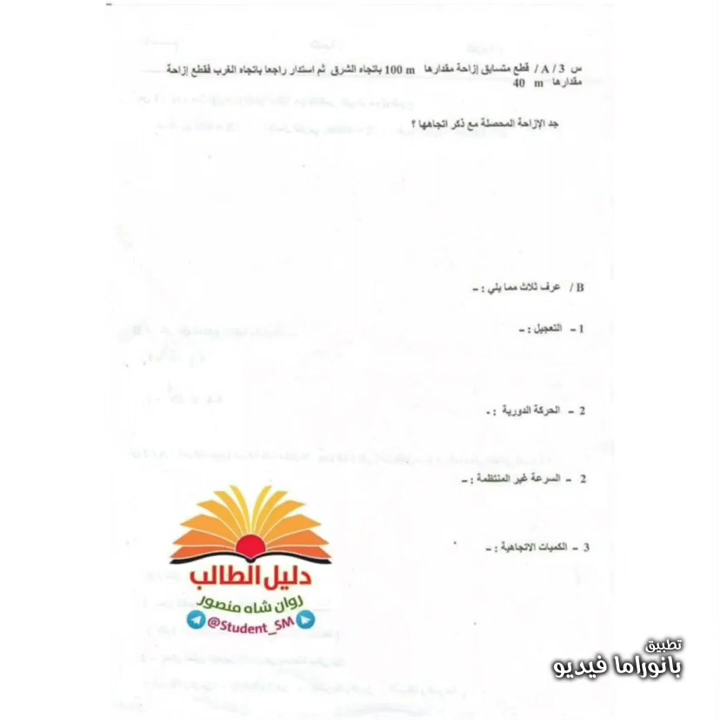 س 3 / A / قطع متسابق إزاحة مقدارها 100 m باتجاه الشرق ثم استدار راجعا باتجاه الغرب فقطع إزاحة
مقدارها 40 m
جد الإزاحة المحصلة مع ذكر اتجاهها ؟
B / عرف ثلاث مما يلي :-
1 - التعجيل :-
2 - الحركة الدورية :-
2 - السرعة غير المنتظمة :-
3 - الكميات الاتجاهية :-
دليل الطالب
روان شاه منصور
@Student_SM
تطبيق
بانوراما فيديو